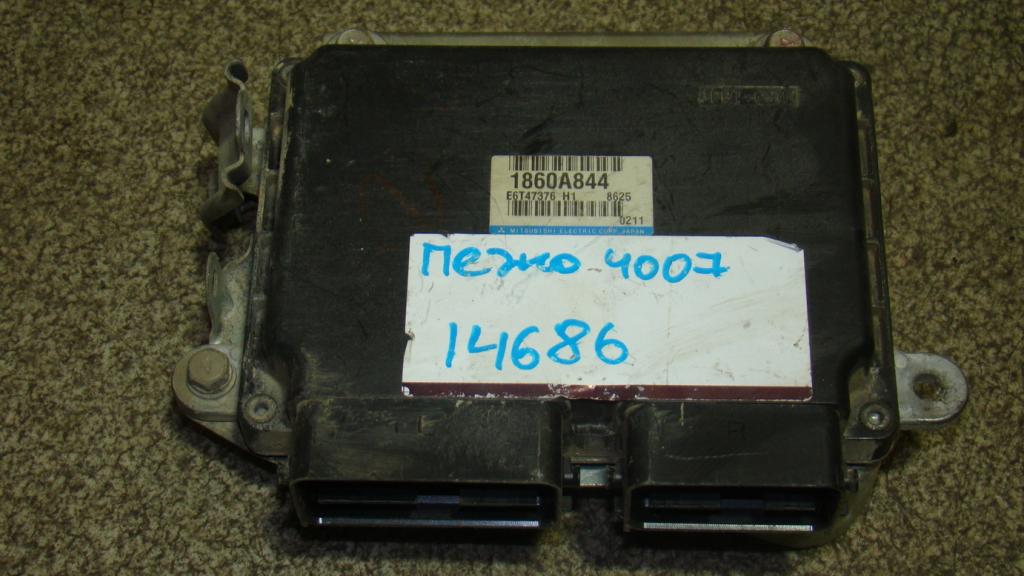 1860A844
E6T47376 H1 8625
0211
MITSUBISHI ELECTRIC CORP. JAPAN
пежо 4007
14686